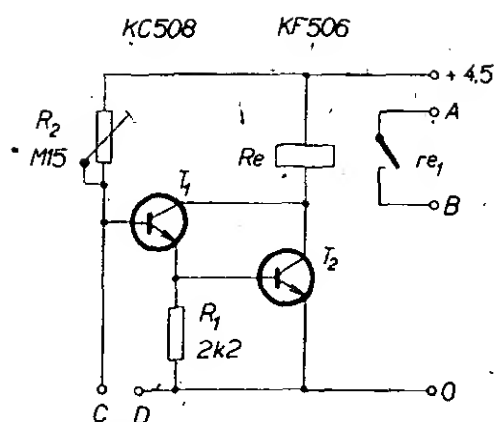 KC508 KF506
+ 4,5
R2
M15
A
Re
re1
T1
B
T2
R1
2k2
C D
0